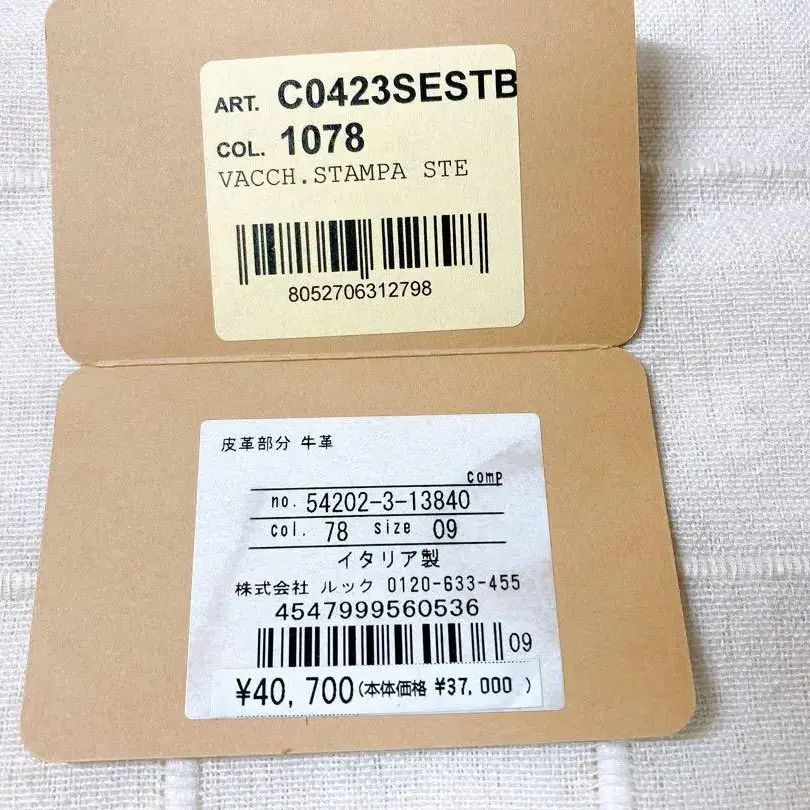 ART. C0423SESTB
COL. 1078
VACCH.STAMPA STE
8052706312798
皮革部分 牛革
comp
no. 54202-3-13840
col. 78 size 09
イタリア製
株式会社 ルック 0120-633-455
4547999560536
09
¥40,700(本体価格 ¥37,000 )